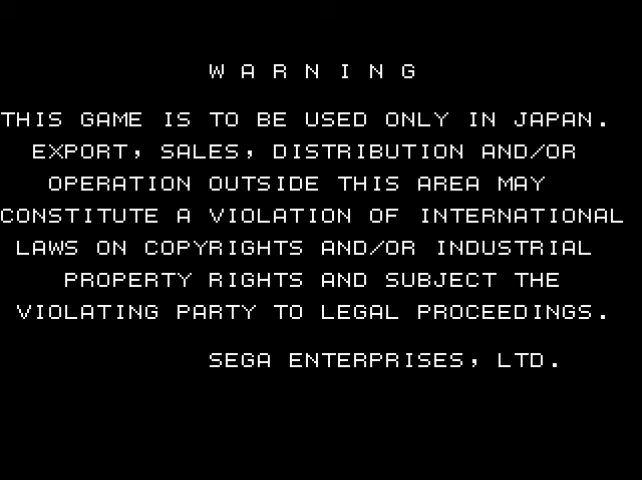 W A R N I N G
THIS GAME IS TO BE USED ONLY IN JAPAN.
EXPORT, SALES, DISTRIBUTION AND/OR
OPERATION OUTSIDE THIS AREA MAY
CONSTITUTE A VIOLATION OF INTERNATIONAL
LAWS ON COPYRIGHTS AND/OR INDUSTRIAL
PROPERTY RIGHTS AND SUBJECT THE
VIOLATING PARTY TO LEGAL PROCEEDINGS.
SEGA ENTERPRISES, LTD.